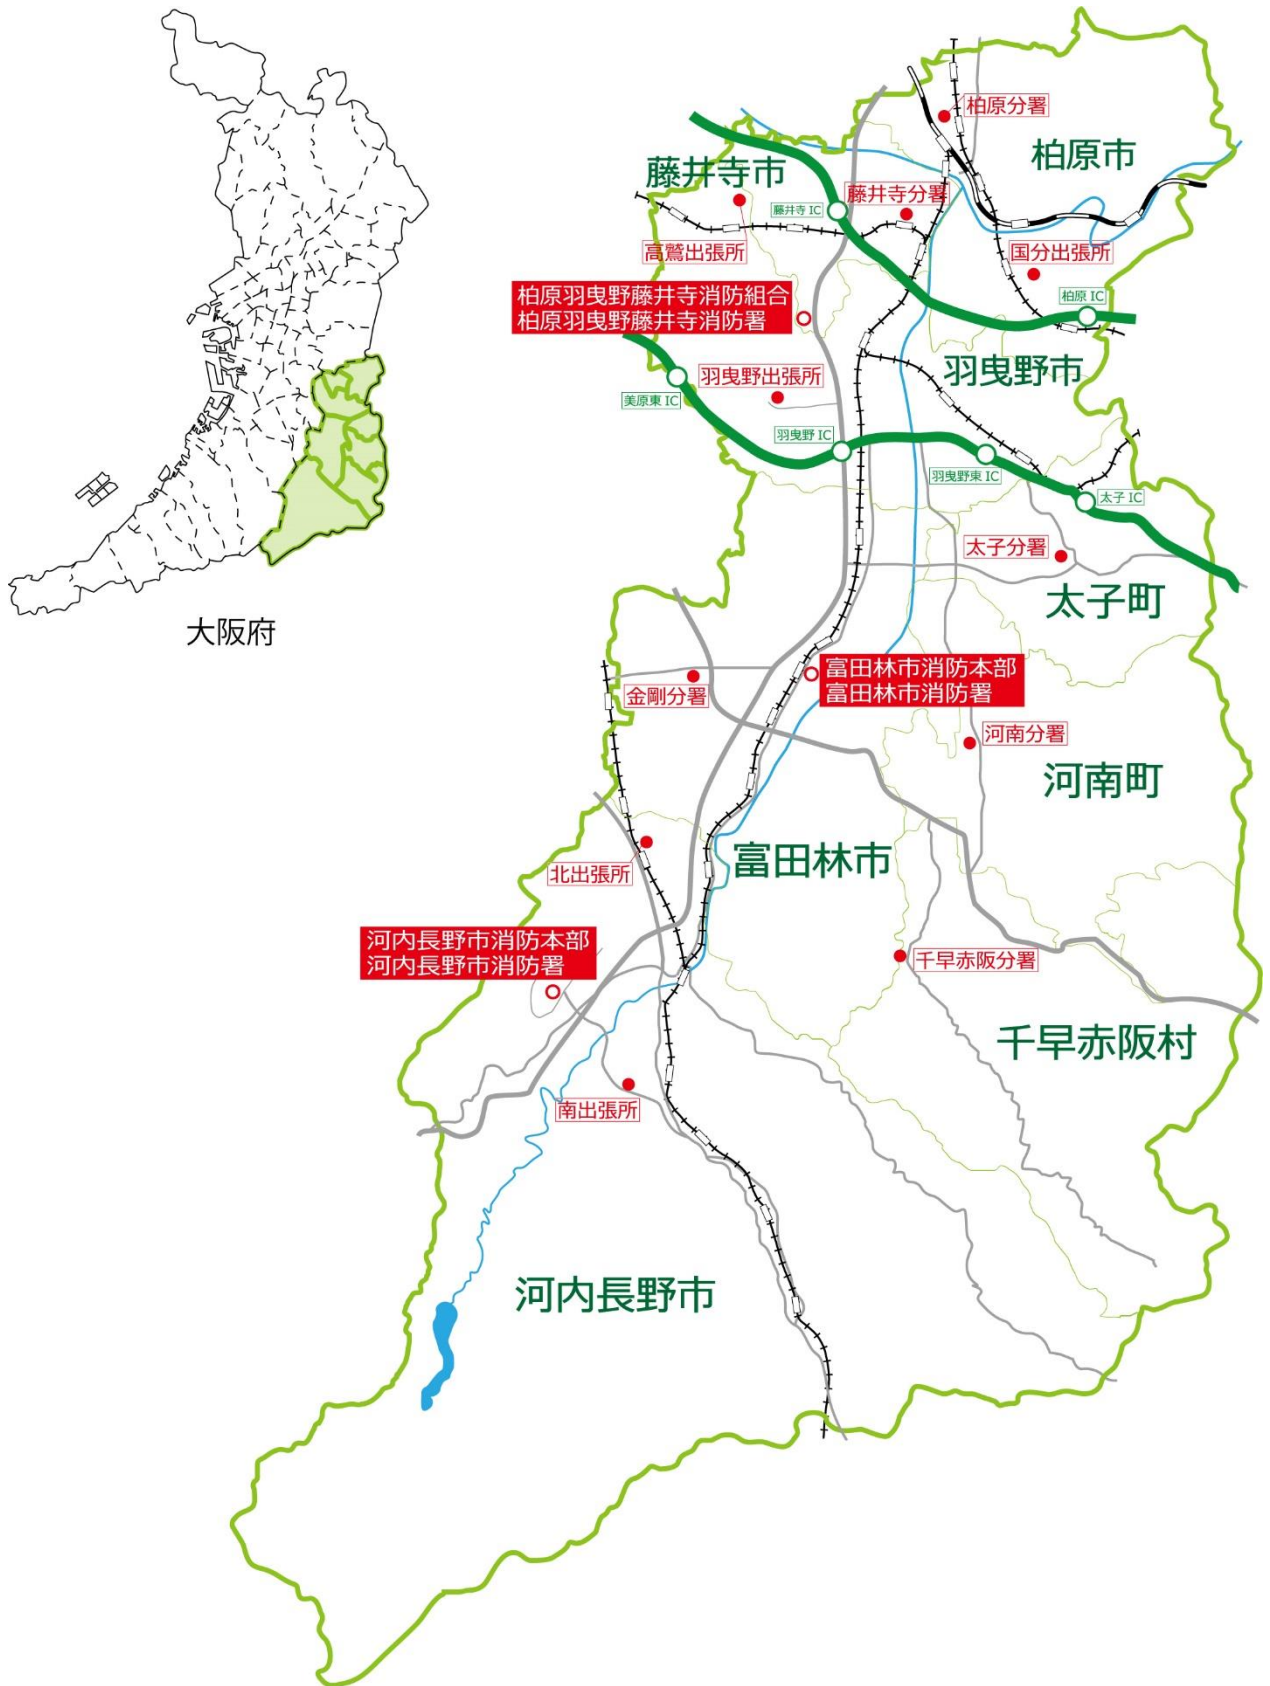 柏原分署
柏原市
藤井寺市
藤井寺分署
藤井寺 IC
高鷲出張所
国分出張所
柏原羽曳野藤井寺消防組合
柏原羽曳野藤井寺消防署
柏原 IC
羽曳野市
羽曳野出張所
美原東 IC
羽曳野 IC
羽曳野東 IC
太子 IC
太子分署
太子町
大阪府
富田林市消防本部
富田林市消防署
金剛分署
河南分署
河南町
富田林市
北出張所
河内長野市消防本部
河内長野市消防署
千早赤阪分署
千早赤阪村
南出張所
河内長野市